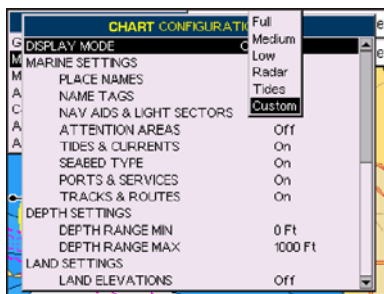 CHART CONFIGURATI
Full
Medium
Low
Radar
Tides
Custom
DISPLAY MODE
MARINE SETTINGS
PLACE NAMES
NAME TAGS
NAV AIDS & LIGHT SECTORS
ATTENTION AREAS Off
TIDES & CURRENTS On
SEABED TYPE On
PORTS & SERVICES On
TRACKS & ROUTES On
DEPTH SETTINGS
DEPTH RANGE MIN 0 Ft
DEPTH RANGE MAX 1000 Ft
LAND SETTINGS
LAND ELEVATIONS Off